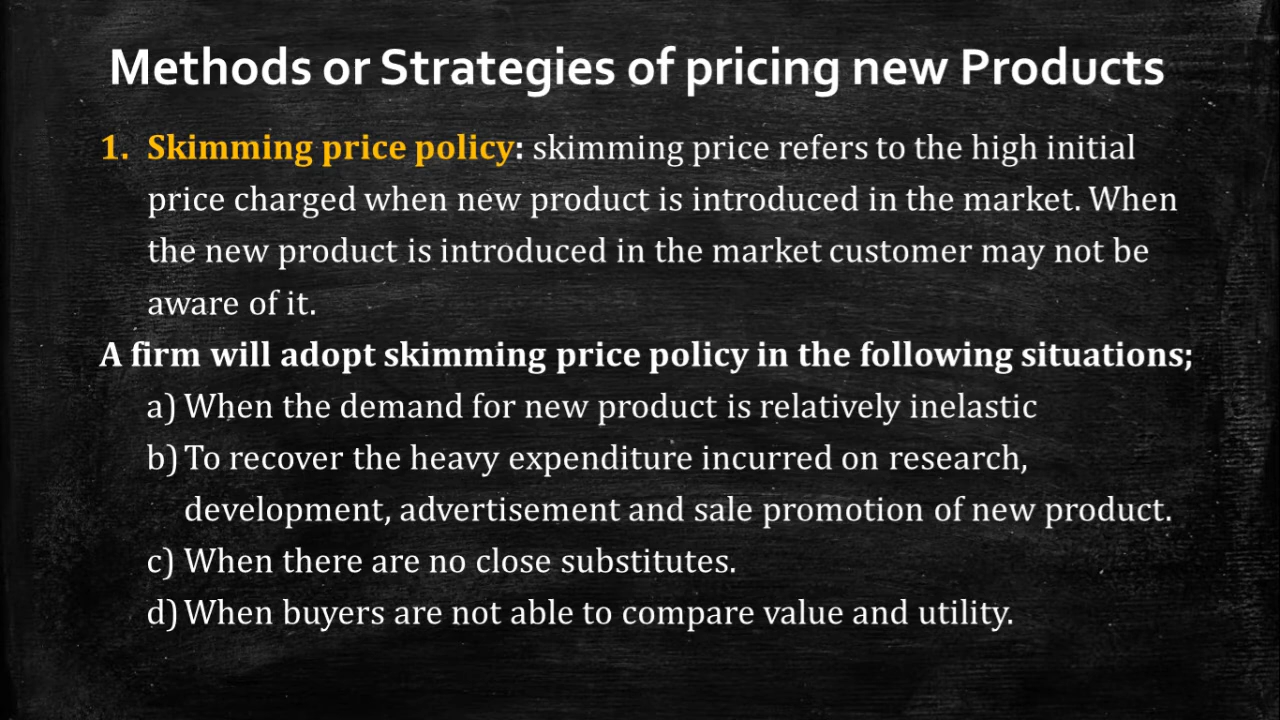 Methods or Strategies of pricing new Products
1. Skimming price policy: skimming price refers to the high initial
price charged when new product is introduced in the market. When
the new product is introduced in the market customer may not be
aware of it.
A firm will adopt skimming price policy in the following situations;
a) When the demand for new product is relatively inelastic
b) To recover the heavy expenditure incurred on research,
development, advertisement and sale promotion of new product.
c) When there are no close substitutes.
d) When buyers are not able to compare value and utility.